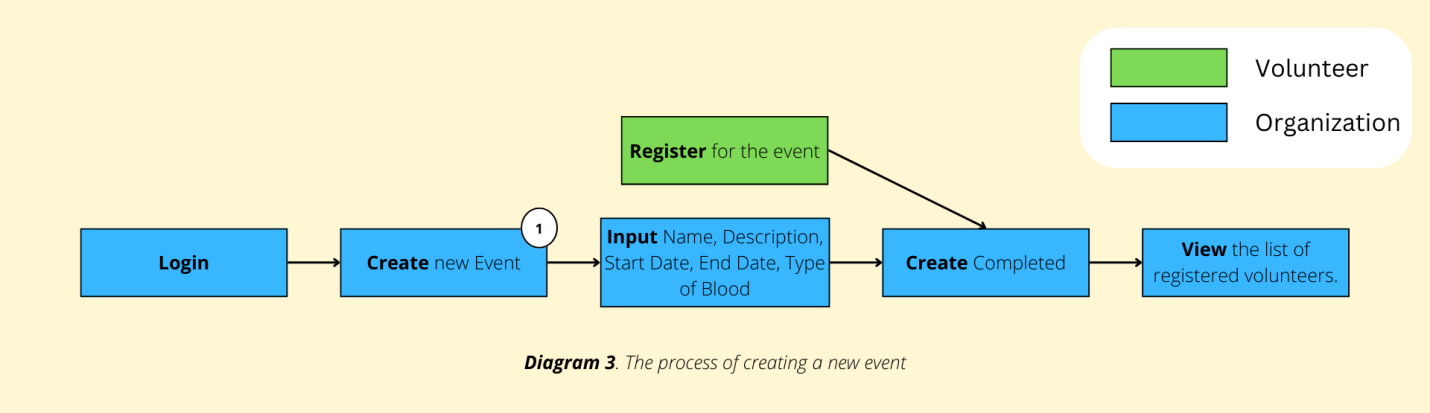 Volunteer
Organization
Register for the event
1
Login
Create new Event
Input Name, Description,
Start Date, End Date, Type
of Blood
Create Completed
View the list of
registered volunteers.
Diagram 3. The process of creating a new event